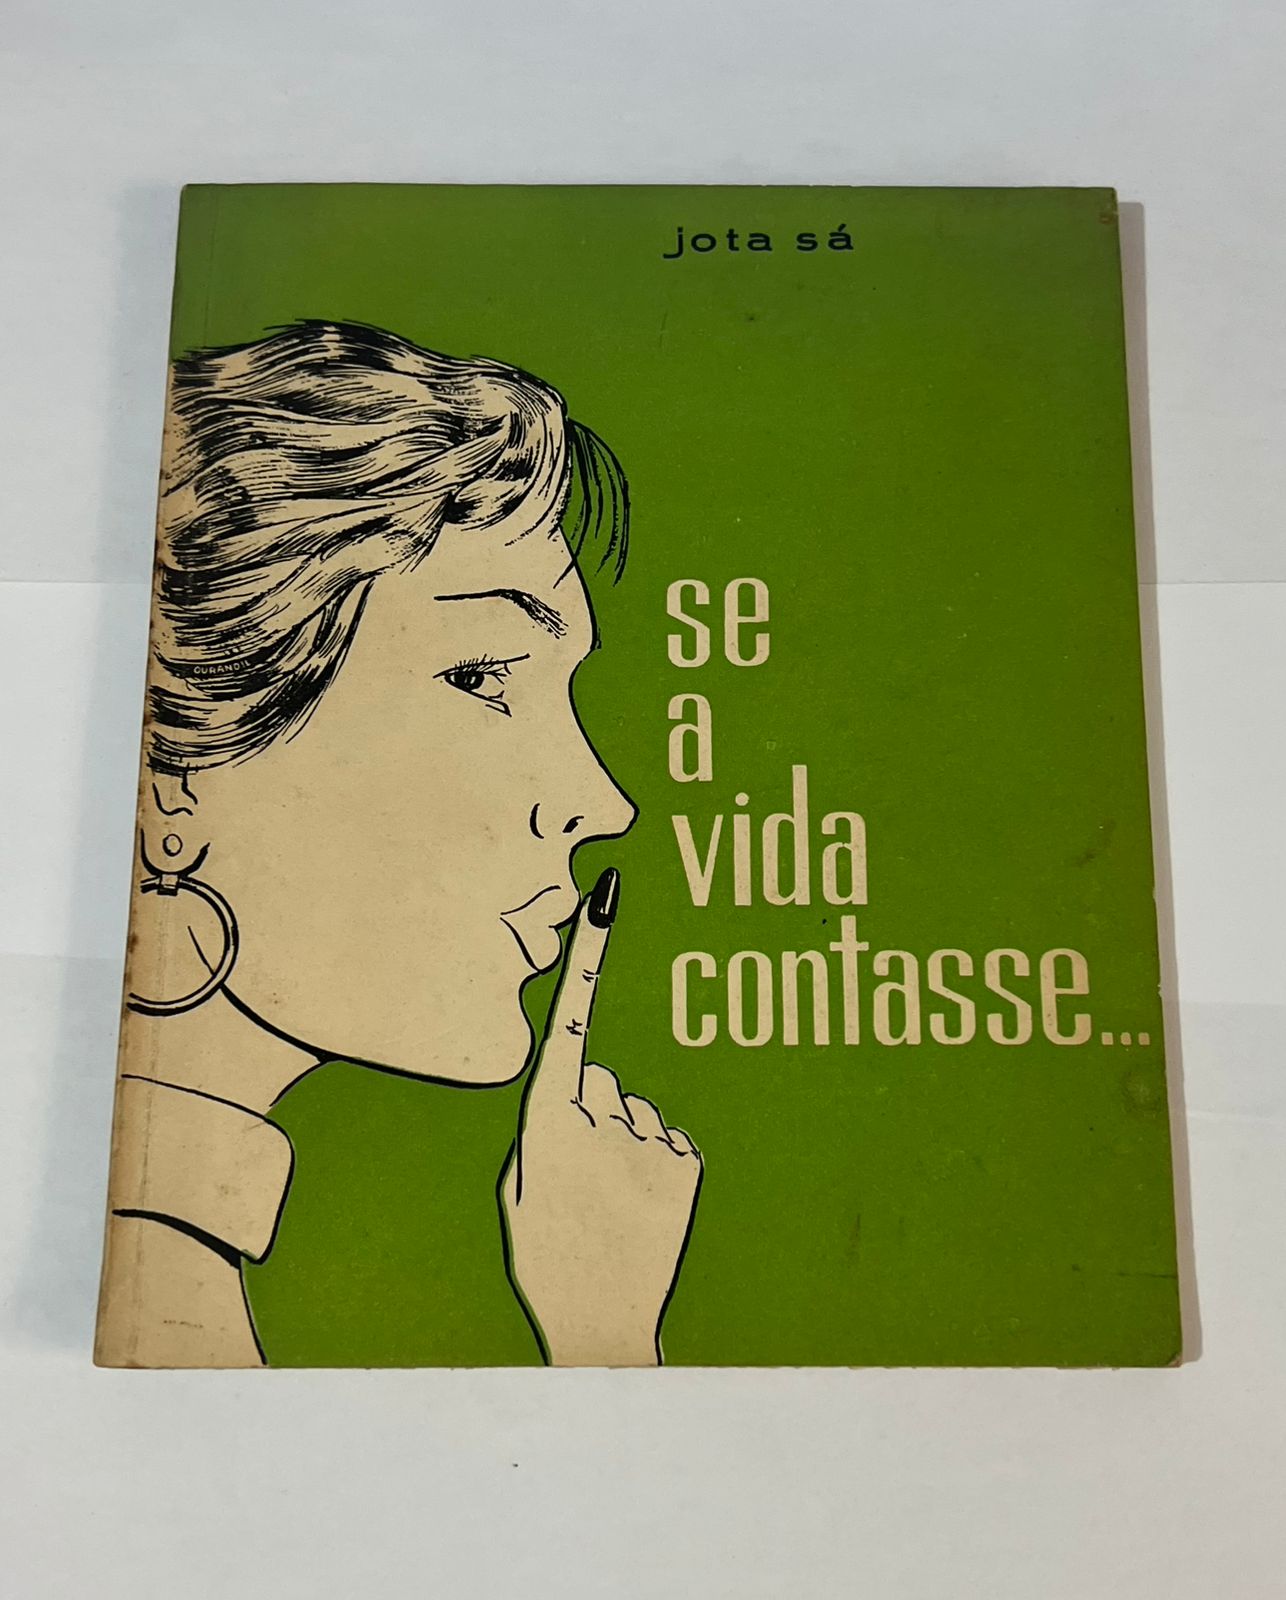 jota sá
se
a
vida
contasse...